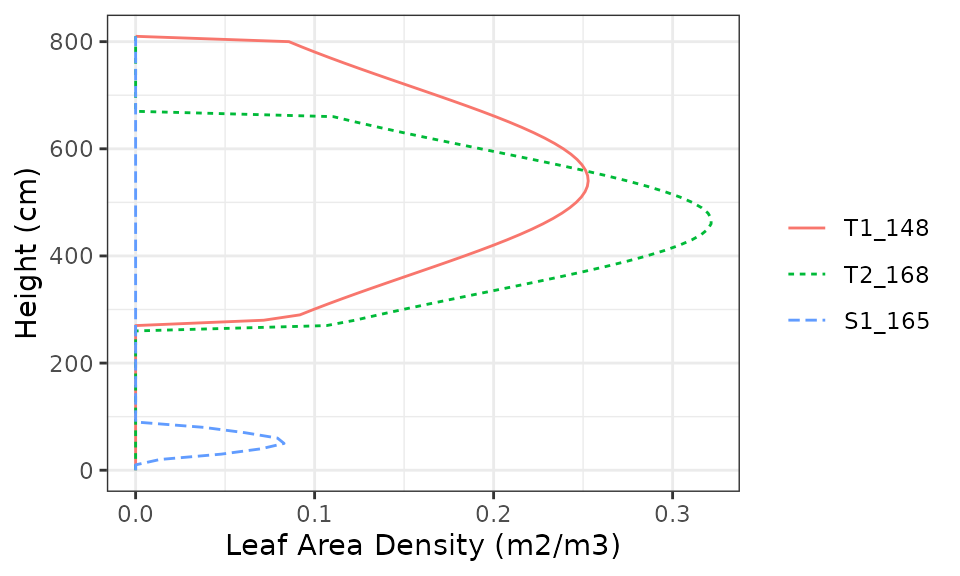 800
600
400
200
0
Height (cm)
0.0 0.1 0.2 0.3
Leaf Area Density (m2/m3)
T1_148
T2_168
S1_165